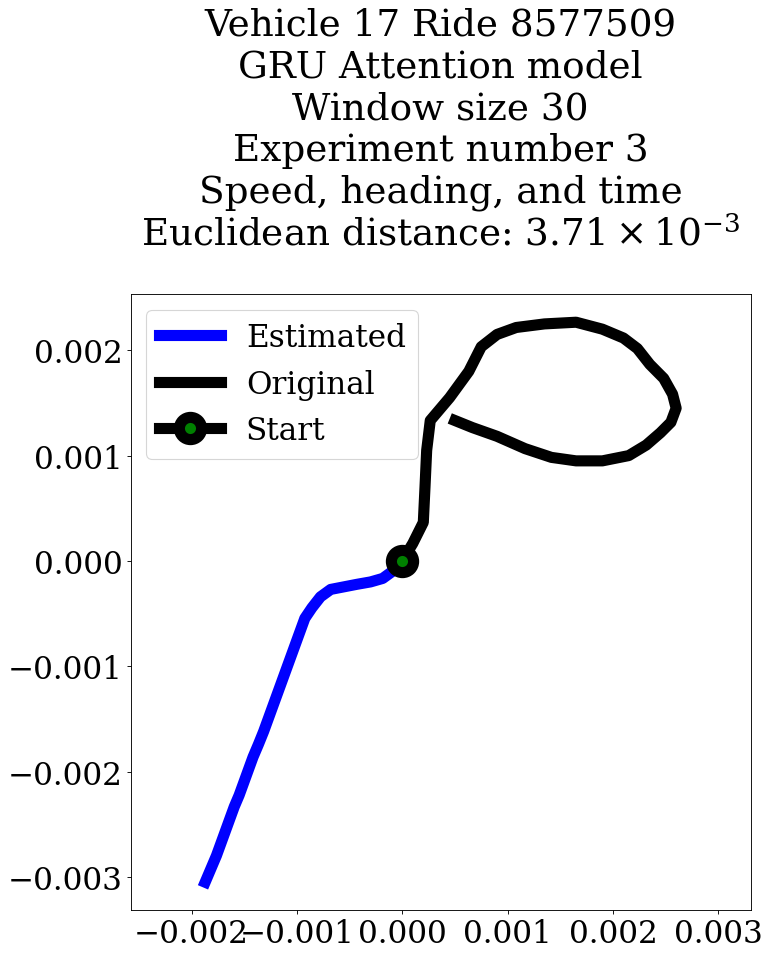 Vehicle 17 Ride 8577509
GRU Attention model
Window size 30
Experiment number 3
Speed, heading, and time
Euclidean distance: 3.71 × 10⁻³
Estimated
Original
Start
0.002
0.001
0.000
−0.001
−0.002
−0.003
−0.002 −0.001 0.000 0.001 0.002 0.003